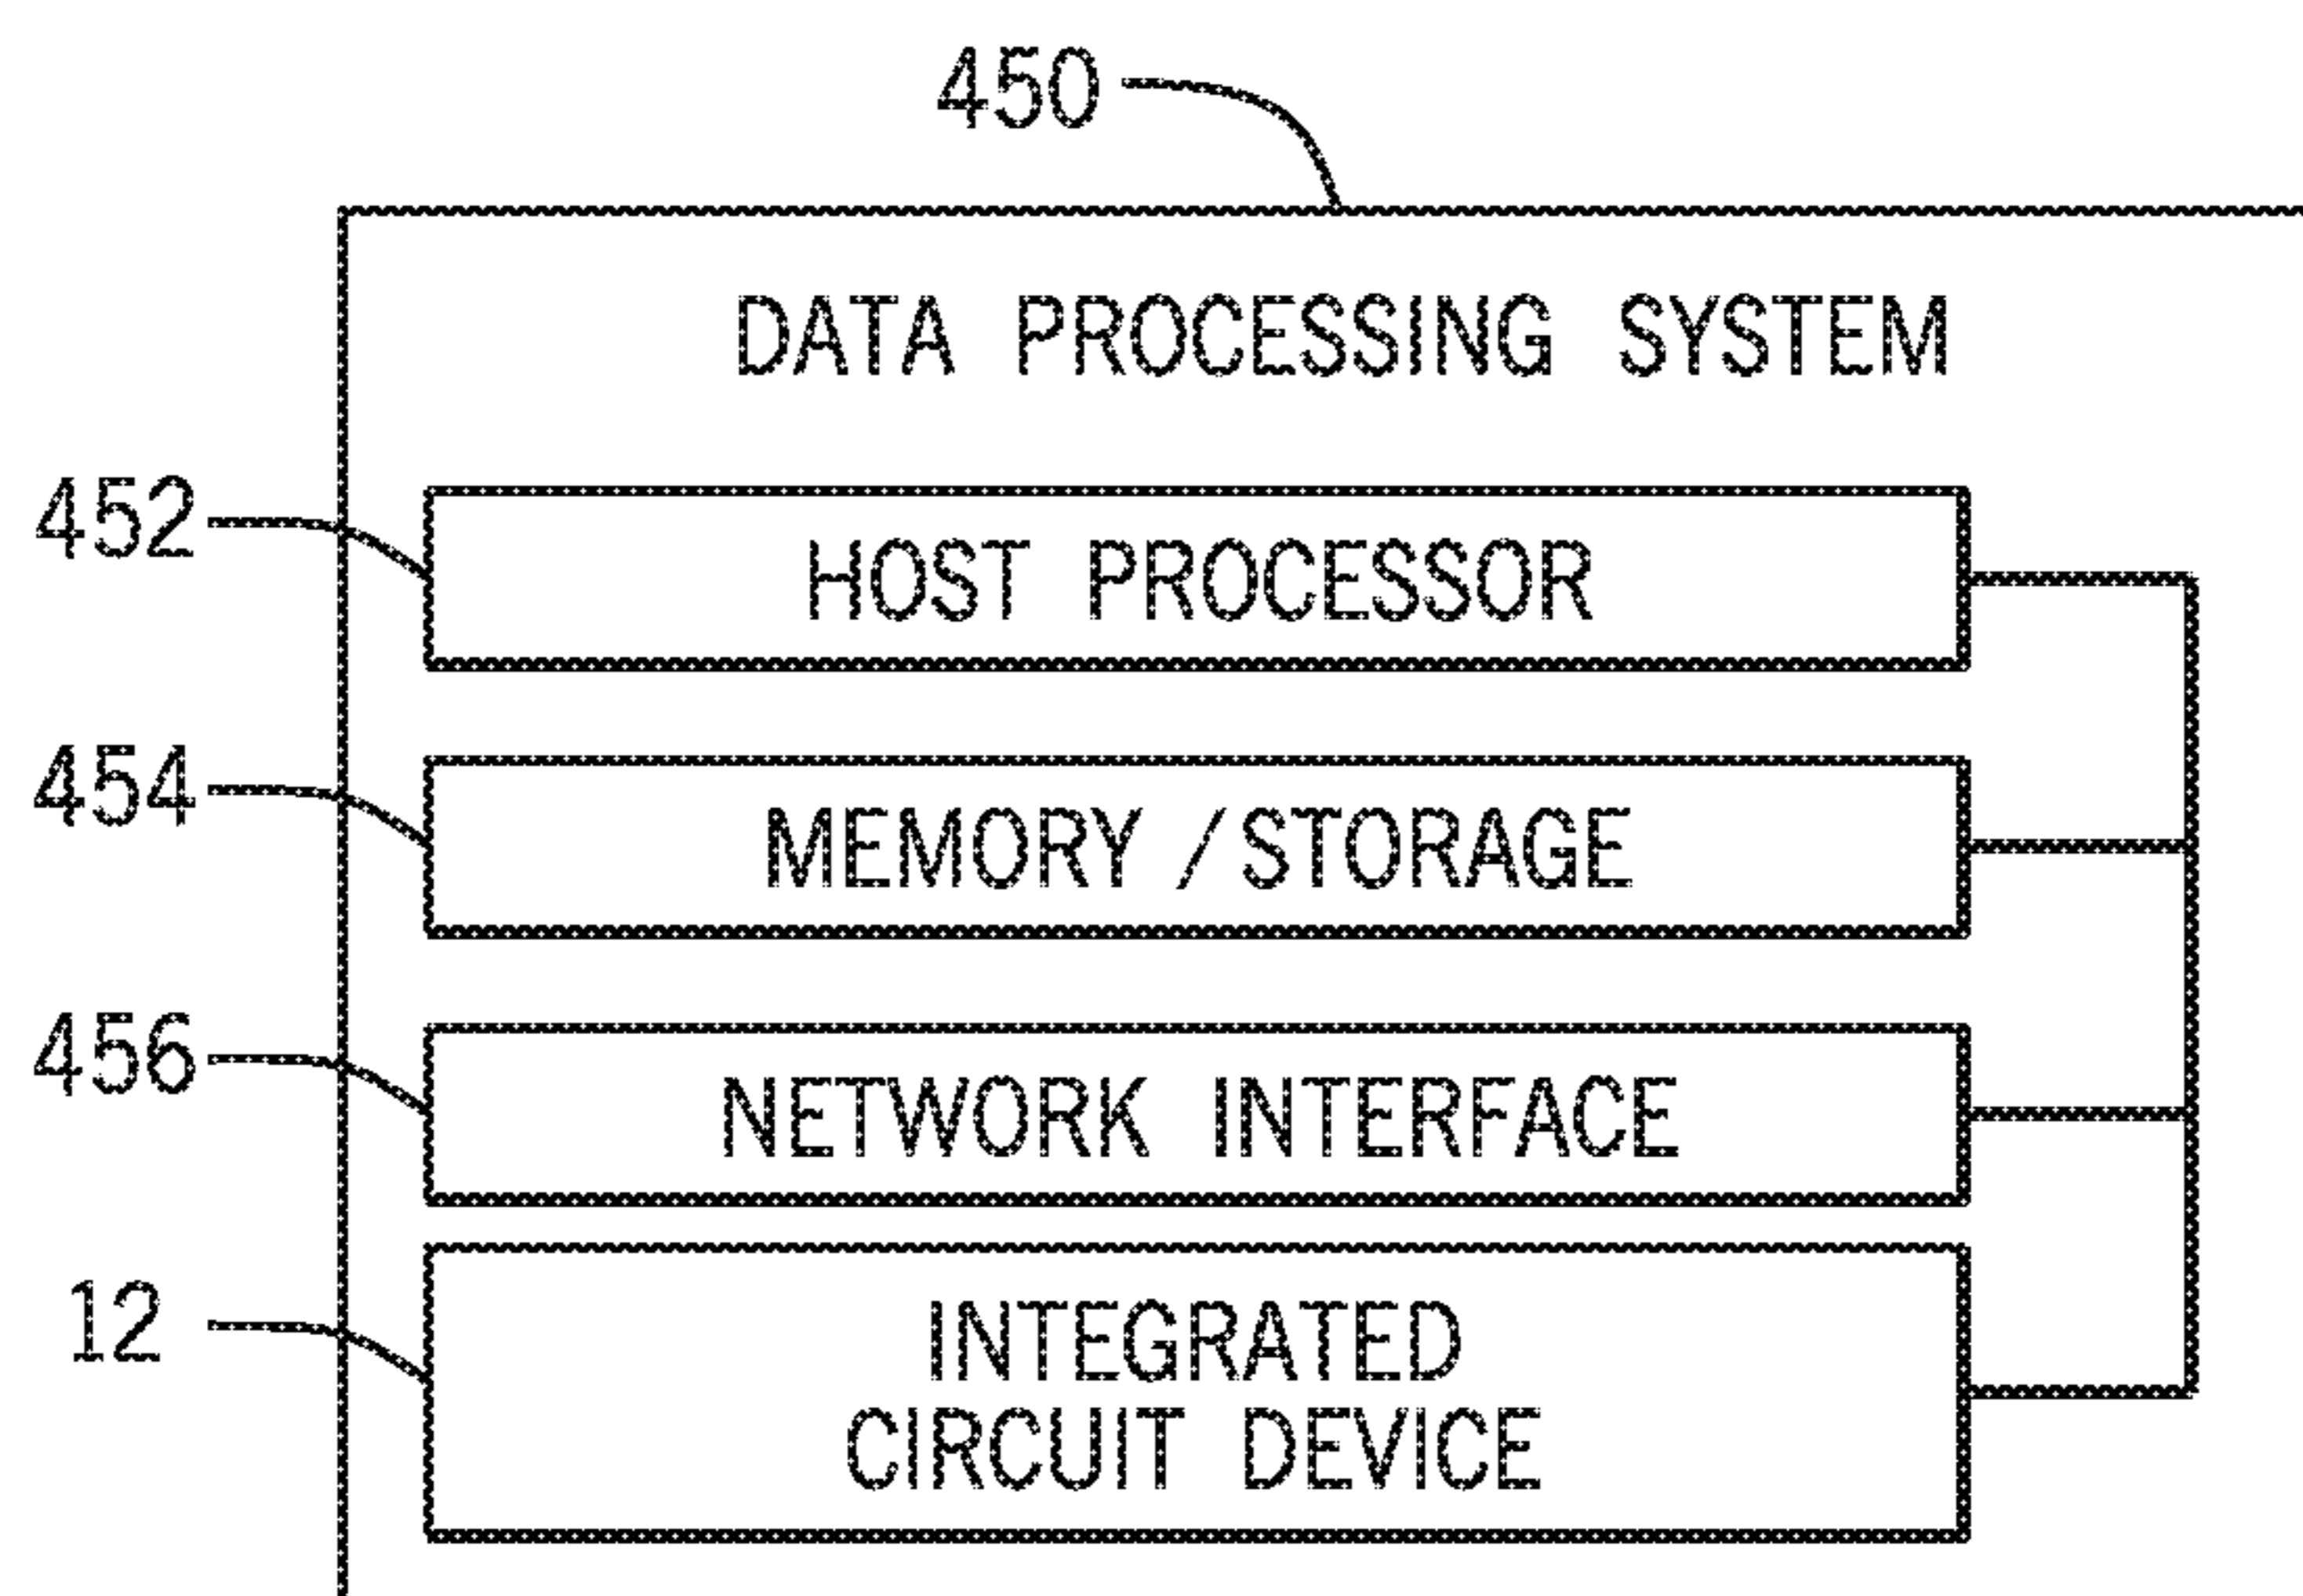 450
DATA PROCESSING SYSTEM
452
HOST PROCESSOR
454
MEMORY / STORAGE
456
NETWORK INTERFACE
12
INTEGRATED
CIRCUIT DEVICE